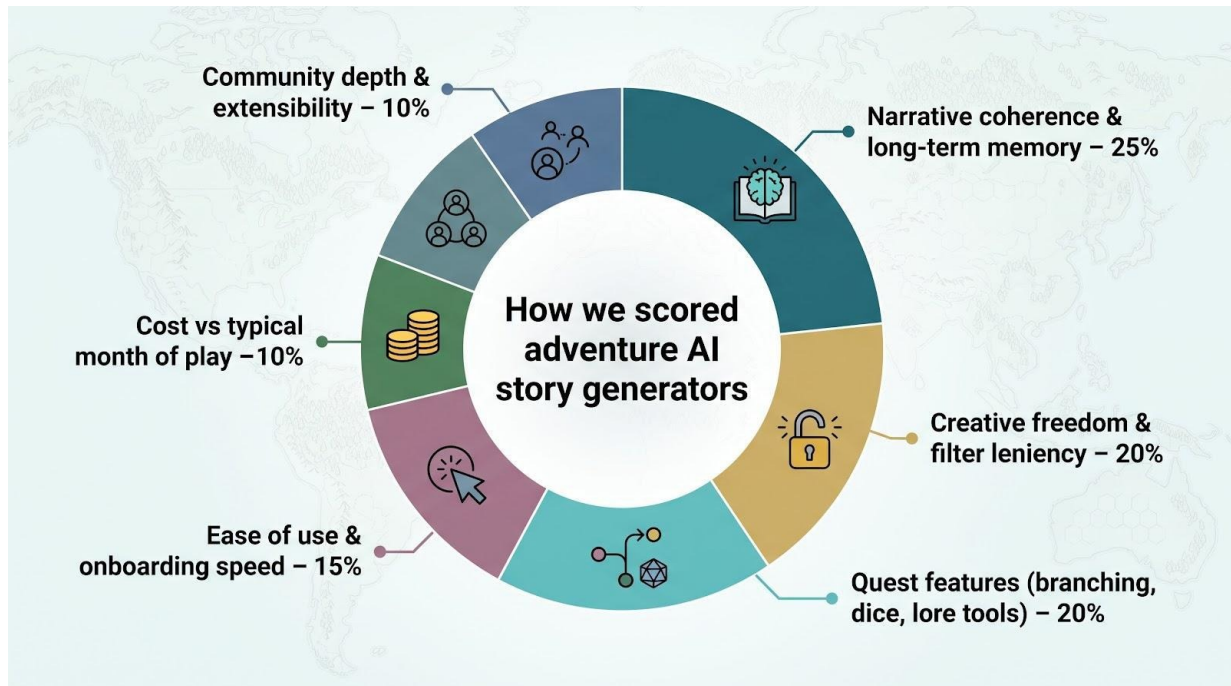 How we scored
adventure AI
story generators
Narrative coherence &
long-term memory – 25%
Creative freedom &
filter leniency – 20%
Quest features (branching,
dice, lore tools) – 20%
Ease of use &
onboarding speed – 15%
Cost vs typical
month of play –10%
Community depth &
extensibility – 10%